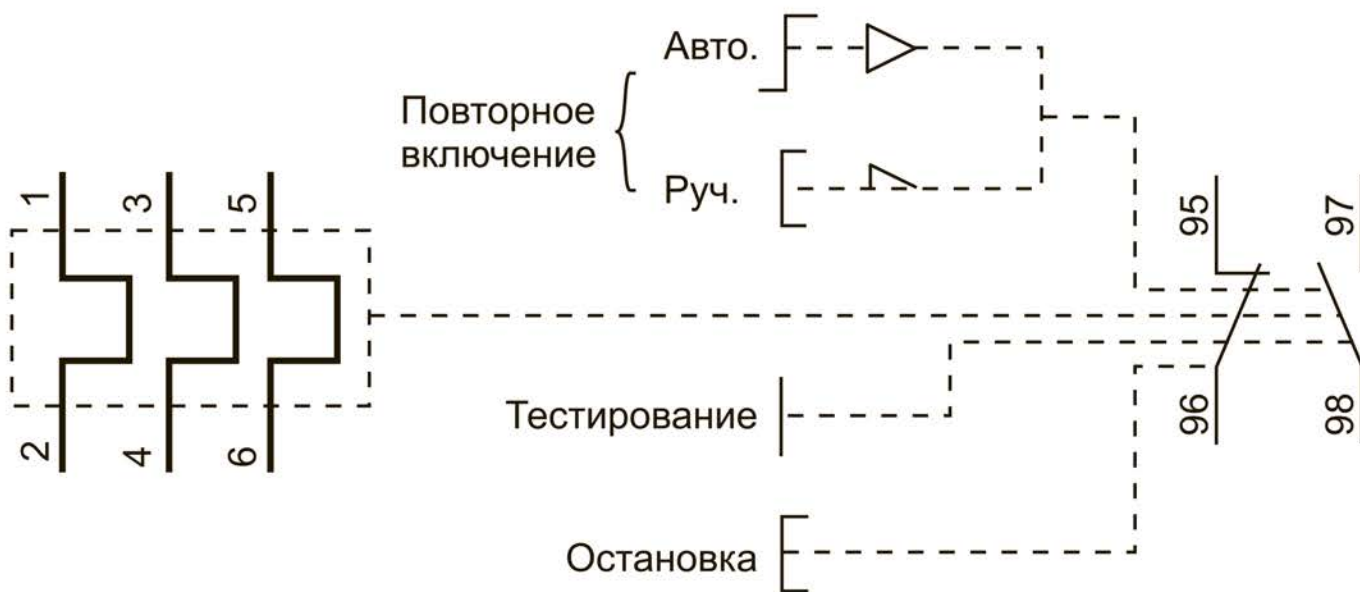 Авто.
Повторное
включение
Руч.
1
3
5
95
97
2
4
6
Тестирование
96
98
Остановка